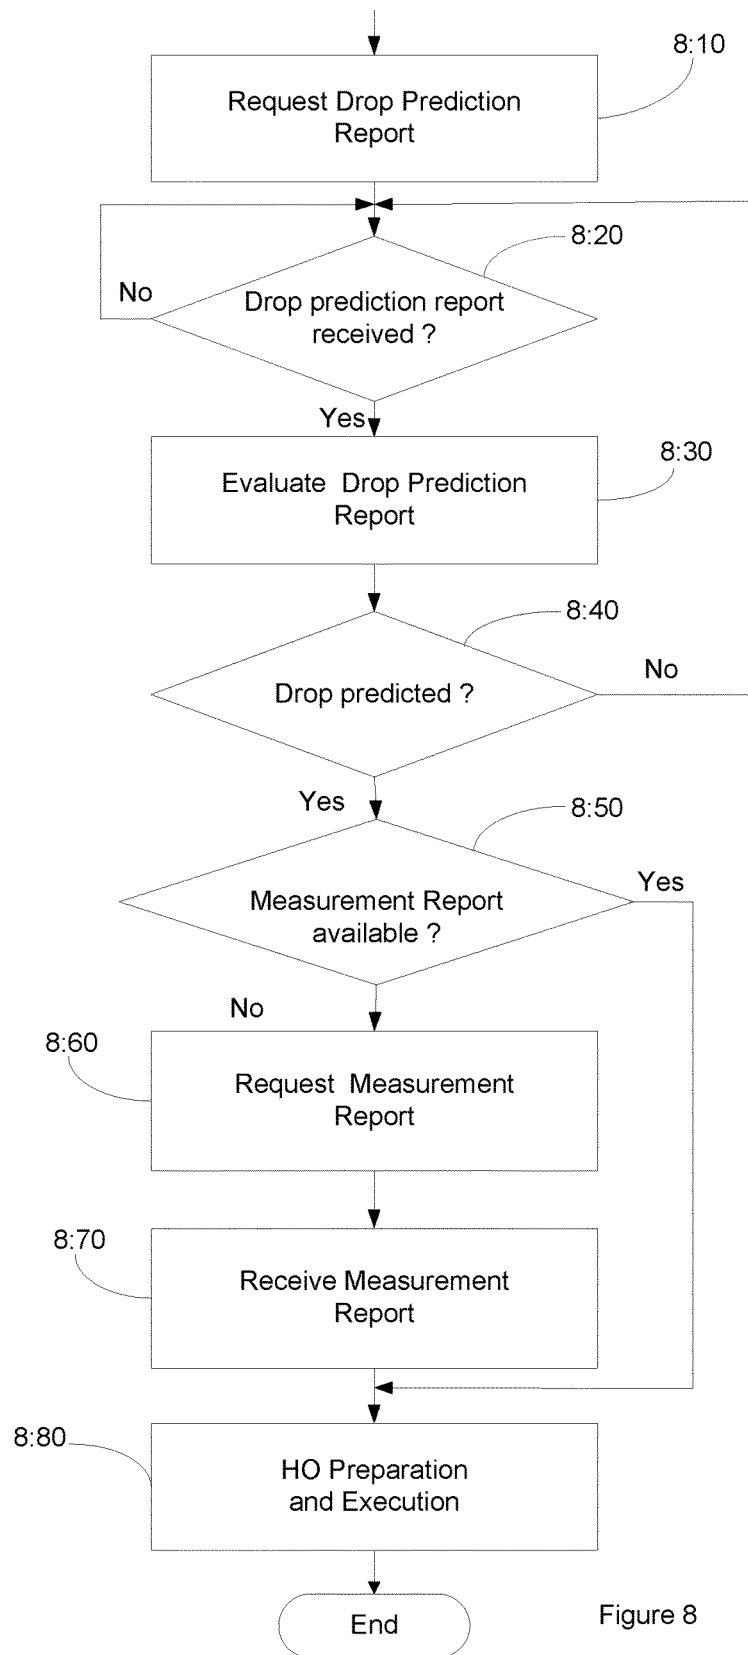 8:10
Request Drop Prediction
Report
8:20
No
Drop prediction report
received ?
Yes
8:30
Evaluate Drop Prediction
Report
8:40
Drop predicted ?
No
Yes
8:50
Measurement Report
available ?
Yes
No
8:60
Request Measurement
Report
8:70
Receive Measurement
Report
8:80
HO Preparation
and Execution
End
Figure 8